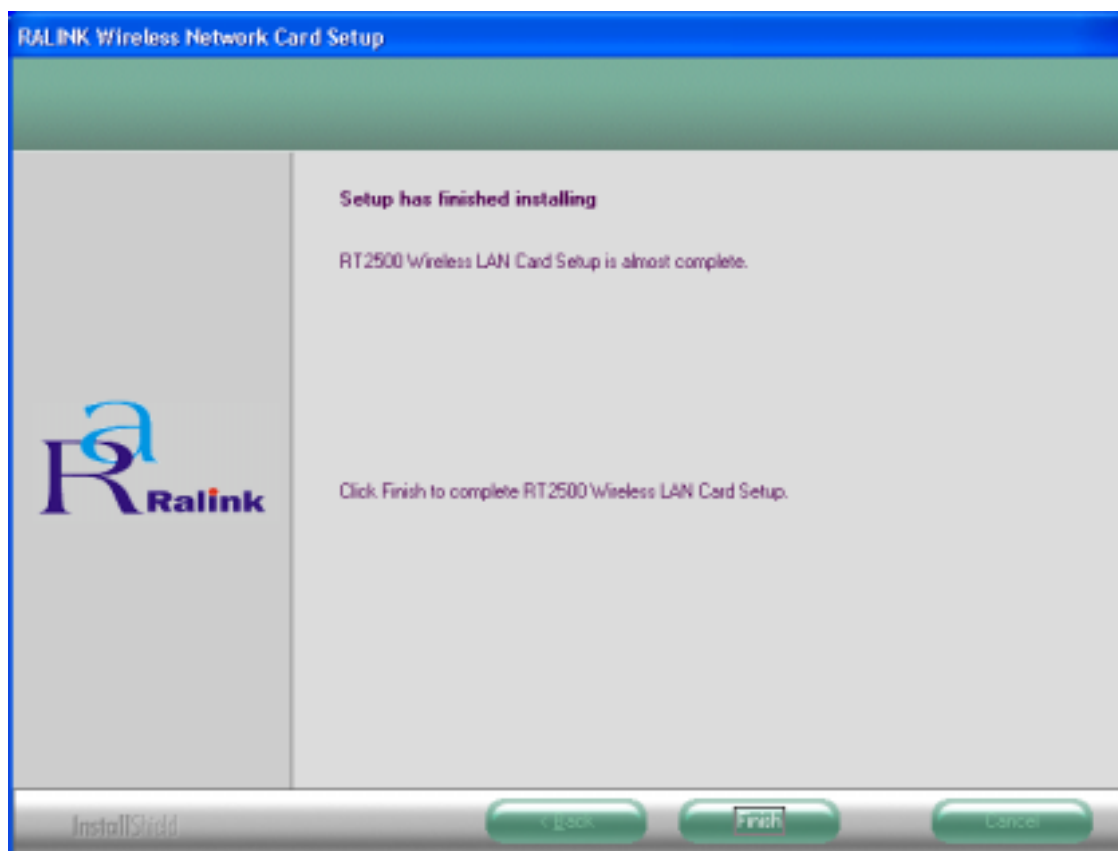 RALINK Wireless Network Card Setup
Setup has finished installing
RT2500 Wireless LAN Card Setup is almost complete.
Ra Ralink
Click Finish to complete RT2500 Wireless LAN Card Setup.
InstallShield
< Back
Finish
Cancel